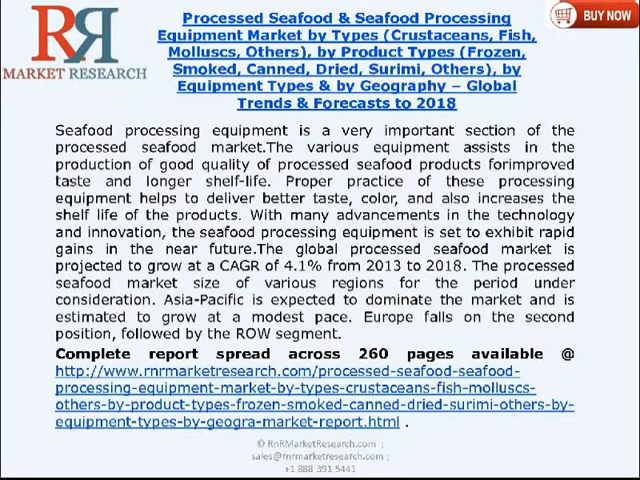 RR
MARKET RESEARCH
BUY NOW
Processed Seafood & Seafood Processing
Equipment Market by Types (Crustaceans, Fish,
Molluscs, Others), by Product Types (Frozen,
Smoked, Canned, Dried, Surimi, Others), by
Equipment Types & by Geography – Global
Trends & Forecasts to 2018
Seafood processing equipment is a very important section of the
processed seafood market.The various equipment assists in the
production of good quality of processed seafood products forimproved
taste and longer shelf-life. Proper practice of these processing
equipment helps to deliver better taste, color, and also increases the
shelf life of the products. With many advancements in the technology
and innovation, the seafood processing equipment is set to exhibit rapid
gains in the near future.The global processed seafood market is
projected to grow at a CAGR of 4.1% from 2013 to 2018. The processed
seafood market size of various regions for the period under
consideration. Asia-Pacific is expected to dominate the market and is
estimated to grow at a modest pace. Europe falls on the second
position, followed by the ROW segment.
Complete report spread across 260 pages available @
http://www.rnrmarketresearch.com/processed-seafood-seafood-
processing-equipment-market-by-types-crustaceans-fish-molluscs-
others-by-product-types-frozen-smoked-canned-dried-surimi-others-by-
equipment-types-by-geogra-market-report.html .
© RnRMarketResearch.com ;
sales@rnrmarketresearch.com ;
+1 888 391 5441